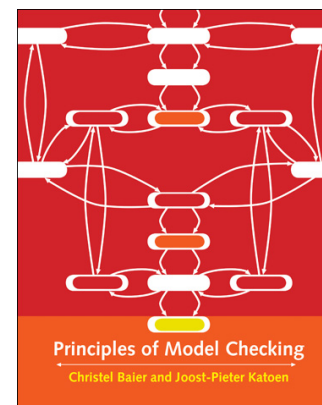 Principles of Model Checking
Christel Baier and Joost-Pieter Katoen